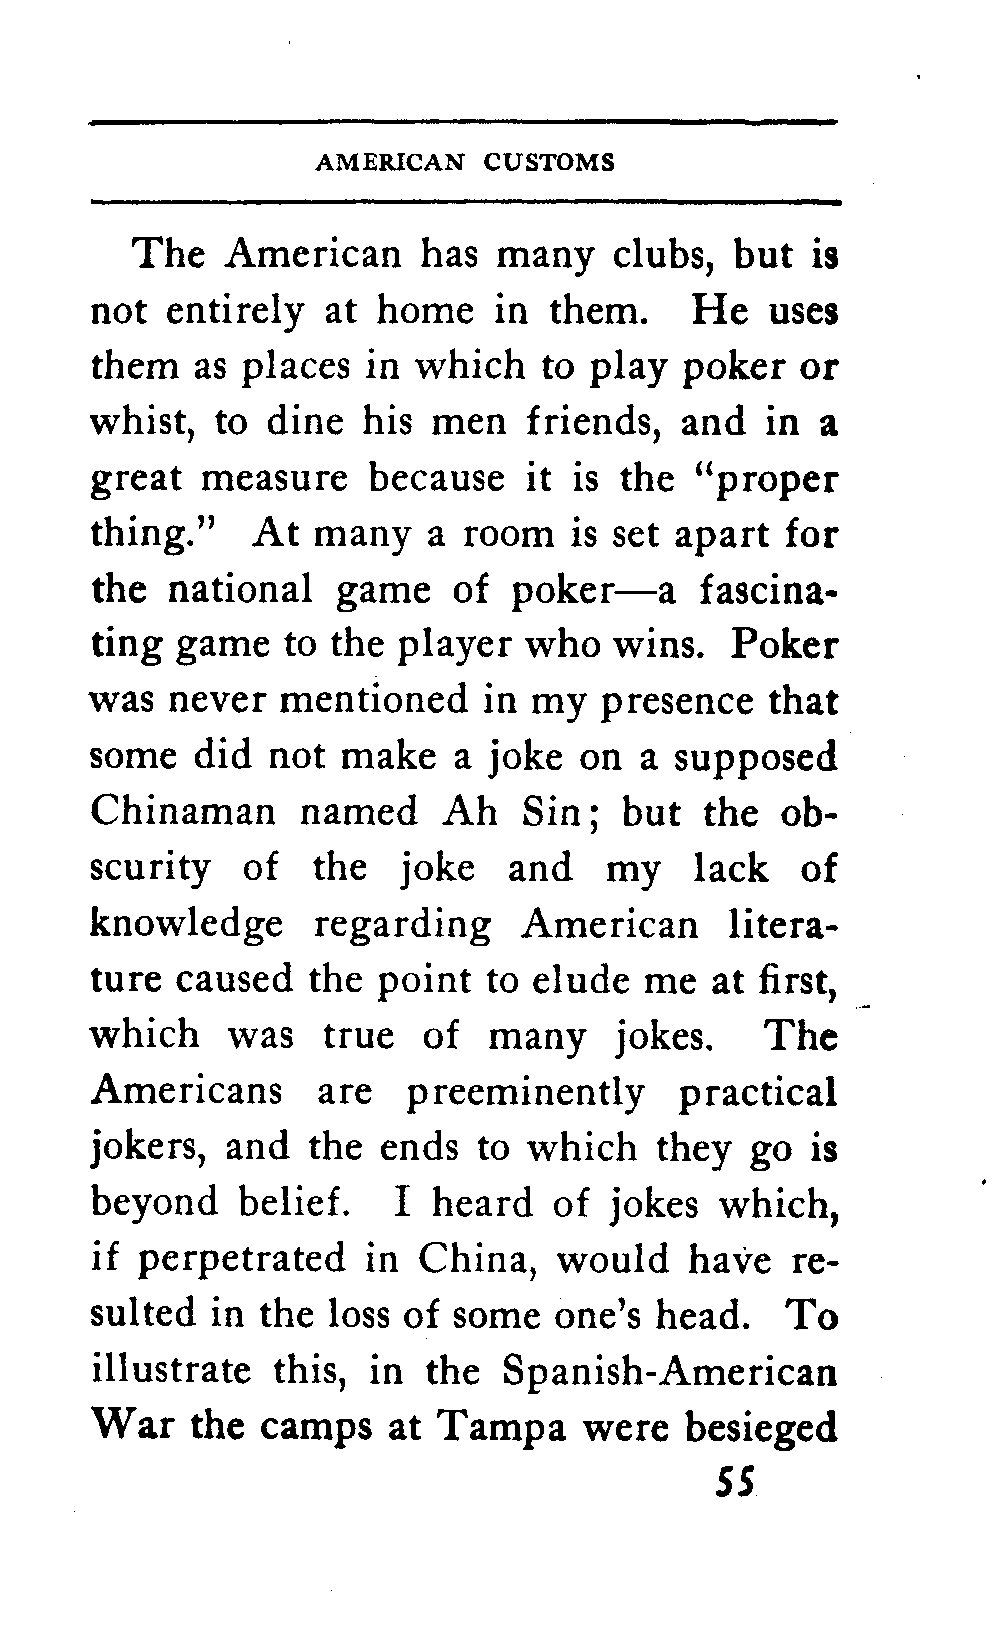 AMERICAN CUSTOMS
The American has many clubs, but is
not entirely at home in them. He uses
them as places in which to play poker or
whist, to dine his men friends, and in a
great measure because it is the “proper
thing.” At many a room is set apart for
the national game of poker—a fascina-
ting game to the player who wins. Poker
was never mentioned in my presence that
some did not make a joke on a supposed
Chinaman named Ah Sin; but the ob-
scurity of the joke and my lack of
knowledge regarding American litera-
ture caused the point to elude me at first,
which was true of many jokes. The
Americans are preeminently practical
jokers, and the ends to which they go is
beyond belief. I heard of jokes which,
if perpetrated in China, would have re-
sulted in the loss of some one’s head. To
illustrate this, in the Spanish-American
War the camps at Tampa were besieged
55